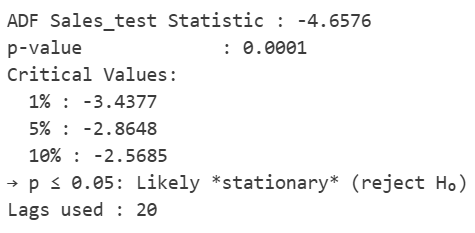 ADF Sales_test Statistic : -4.6576
p-value                  : 0.0001
Critical Values:
  1% : -3.4377
  5% : -2.8648
  10% : -2.5685
→ p ≤ 0.05: Likely *stationary* (reject H₀)
Lags used : 20